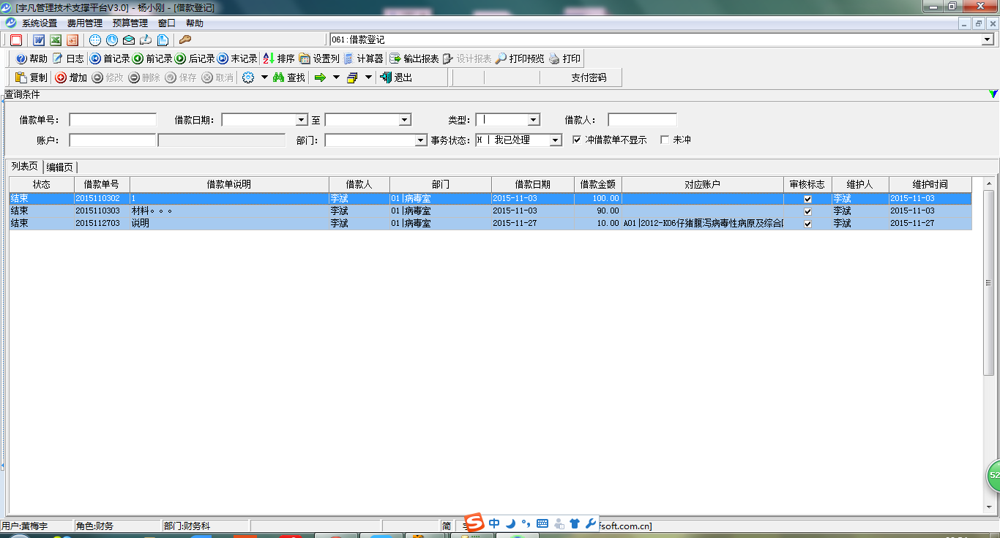 [宇凡管理技术支撑平台V3.0] - 杨小刚 - [借款登记]
系统设置 费用管理 预算管理 窗口 帮助
061:借款登记
帮助 日志 首记录 前记录 后记录 末记录 排序 设置列 计算器 输出报表 设计报表 打印预览 打印
复制 增加 修改 删除 保存 取消 查找 退出 支付密码
查询条件
借款单号: 借款日期: 至 类型: | 借款人:
账户: 部门: 事务状态: H | 我已处理 冲借款单不显示 未冲
列表页 编辑页
状态 借款单号 借款单说明 借款人 部门 借款日期 借款金额 对应账户 审核标志 维护人 维护时间
结束 2015110302 1 李斌 01|病毒室 2015-11-03 100.00 李斌 2015-11-03
结束 2015110303 材料。。。 李斌 01|病毒室 2015-11-03 90.00 李斌 2015-11-03
结束 2015112703 说明 李斌 01|病毒室 2015-11-27 10.00 A01|2012-K06仔猪腹泻病毒性病原及综合 李斌 2015-11-27
52
用户:黄梅宇 角色:财务 部门:财务科 简 中 fsoft.com.cn]